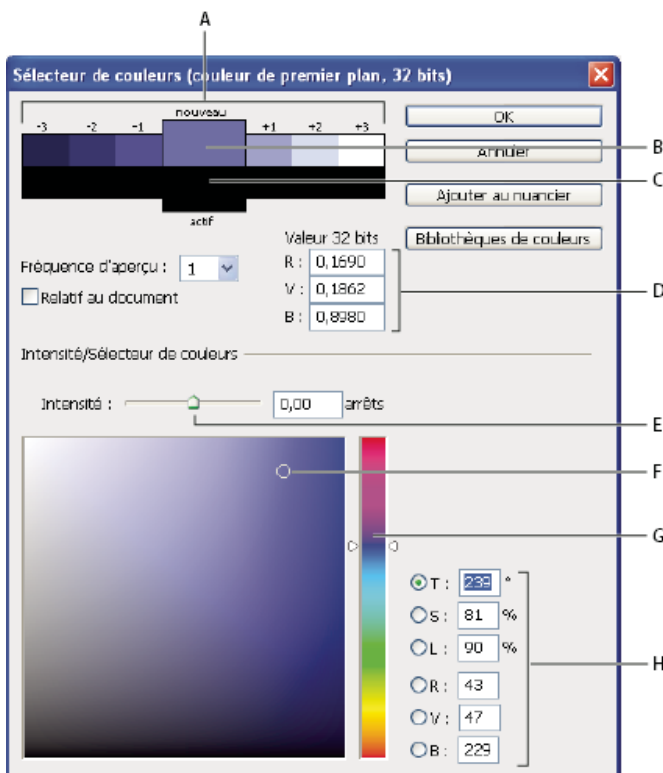 A
Sélecteur de couleurs (couleur de premier plan, 32 bits)
nouveau
-3 -2 -1 +1 +2 +3
OK
B
Annuler
C
Ajouter au nuancier
actif
Bibliothèques de couleurs
Valeur 32 bits
Fréquence d'aperçu : 1
R : 0,1690
Relatif au document
V : 0,1862
D
B : 0,8980
Intensité/Sélecteur de couleurs
Intensité : 0,00 arrêts
E
F
G
T : 239 °
S : 81 %
L : 90 %
H
R : 43
V : 47
B : 229